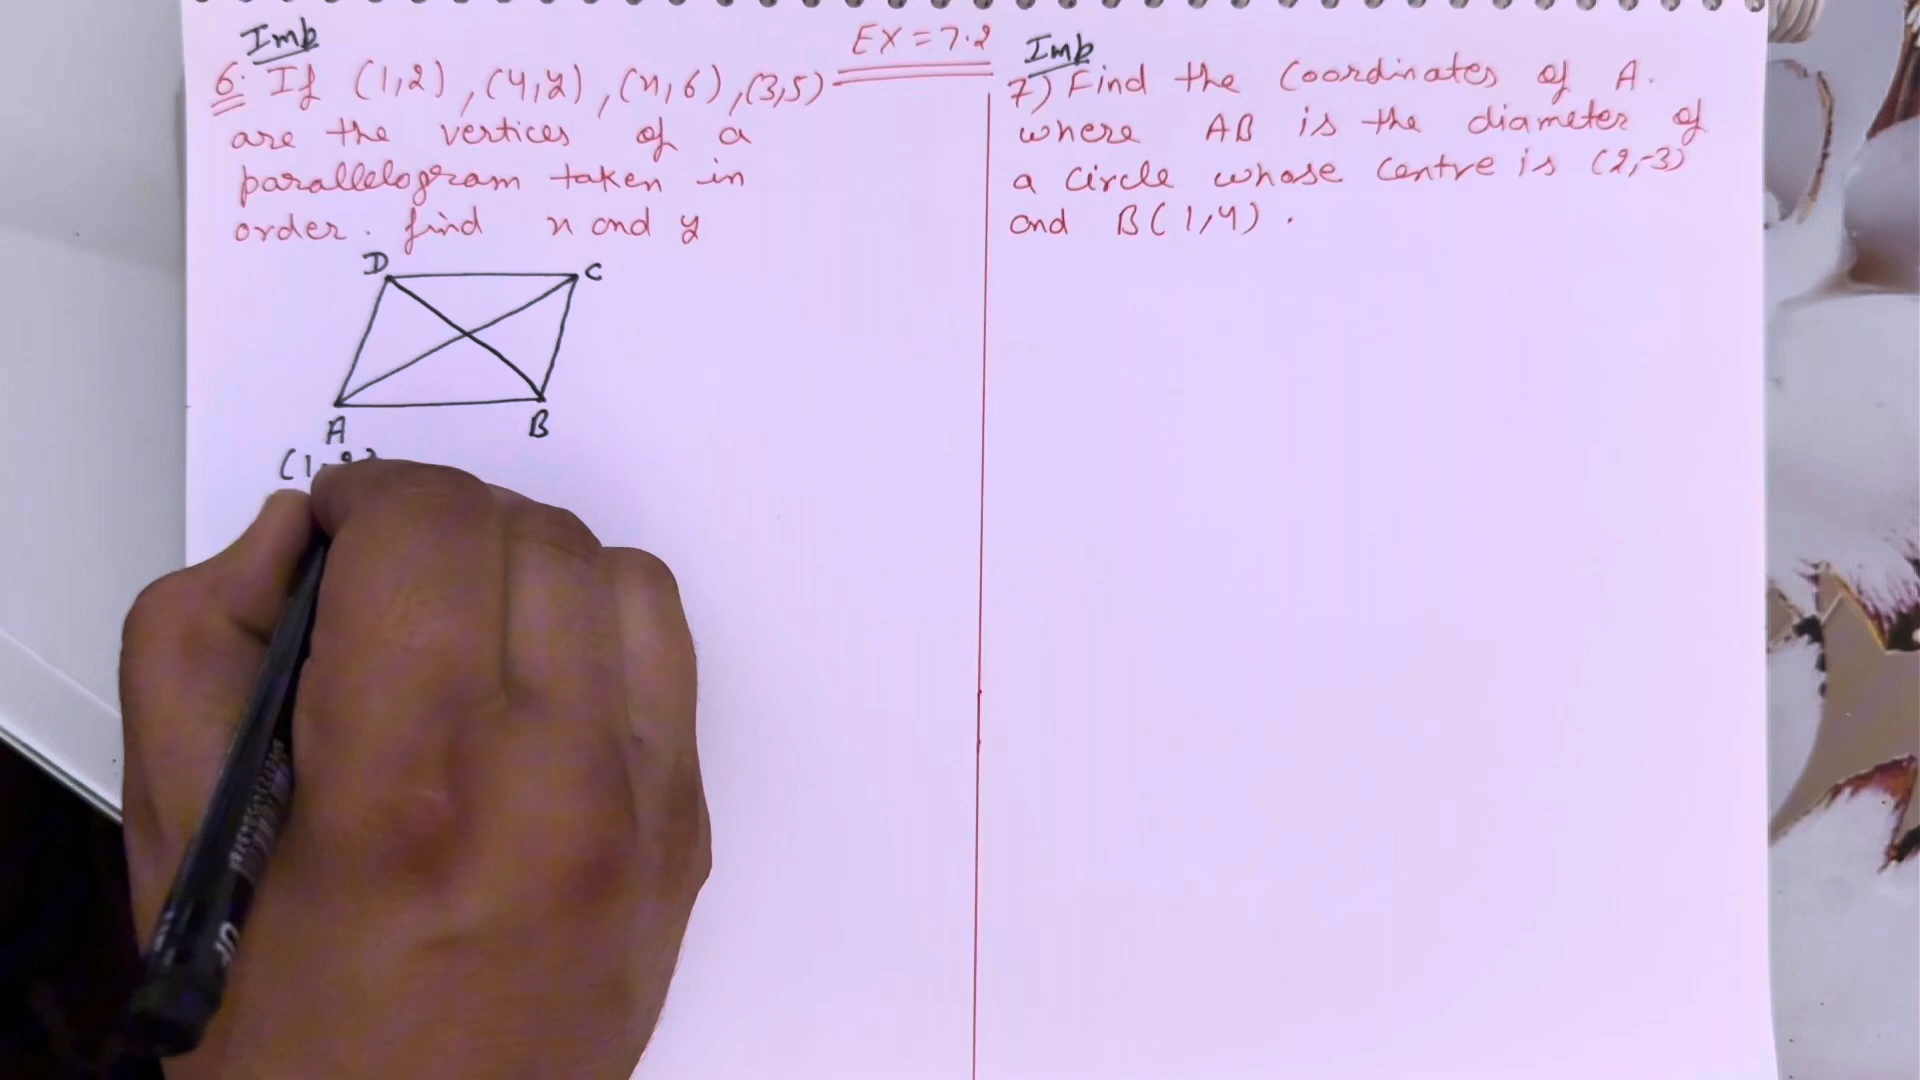 Imp
EX = 7.2
6. If (1,2), (4,y), (x,6), (3,5)
are the vertices of a
parallelogram taken in
order. find x and y
D
C
A
B
Imp
7) Find the Coordinates of A.
where AB is the diameter of
a circle whose centre is (2,-3)
and B(1,4).